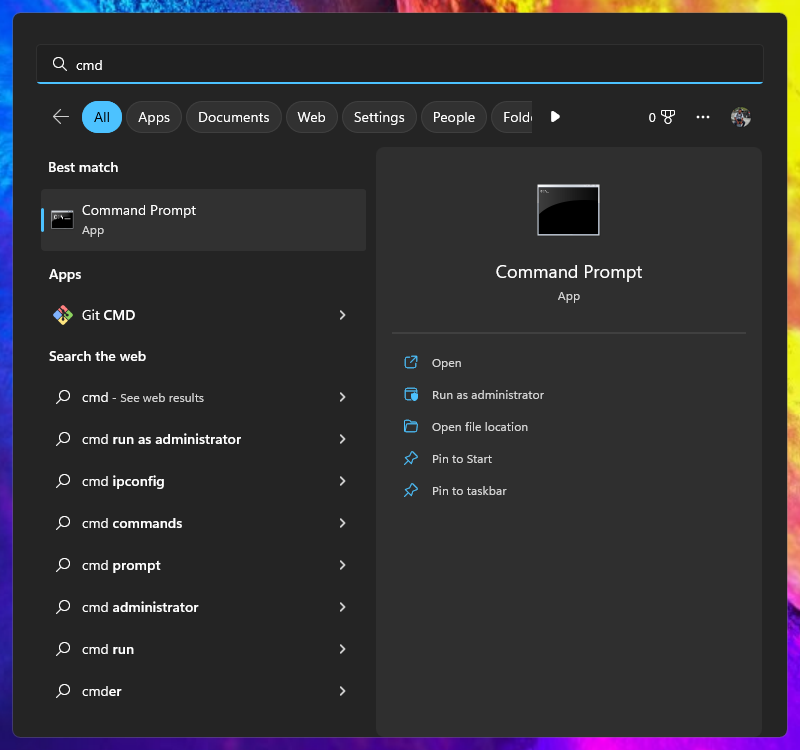 cmd
All
Apps
Documents
Web
Settings
People
Folde
0
Best match
Command Prompt
App
Apps
Git CMD
Search the web
cmd - See web results
cmd run as administrator
cmd ipconfig
cmd commands
cmd prompt
cmd administrator
cmd run
cmder
Command Prompt
App
Open
Run as administrator
Open file location
Pin to Start
Pin to taskbar